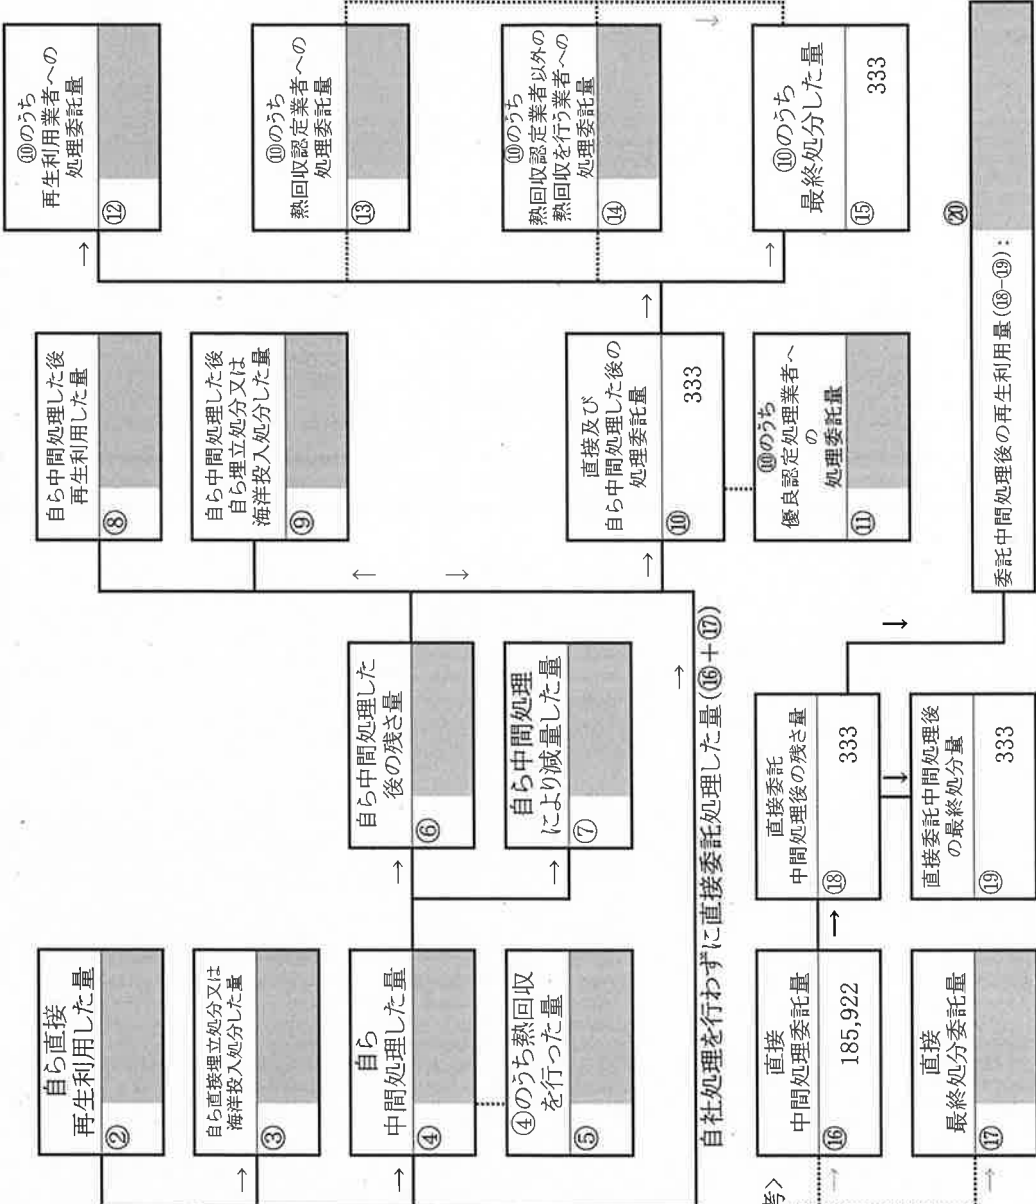 自ら直接
再生利用した量
②
自ら直接埋立処分又は
海洋投入処分した量
③
→
自ら
中間処理した量
④
→
④のうち熱回収
を行った量
⑤
自ら中間処理した
後の残さ量
⑥
→
自ら中間処理
により減量した量
⑦
→
自ら中間処理した後
再生利用した量
⑧
自ら中間処理した後
自ら埋立処分又は
海洋投入処分した量
⑨
↑
↓
直接及び
自ら中間処理した後の
処理委託量
⑩
333
→
⑩のうち
優良認定処理業者へ
の
処理委託量
⑪
⑩のうち
再生利用業者への
処理委託量
⑫
→
⑩のうち
熱回収認定業者への
処理委託量
⑬
⑩のうち
熱回収認定業者以外の
熱回収を行う業者への
処理委託量
⑭
→
↓
⑩のうち
最終処分した量
⑮
333
→
自社処理を行わずに直接委託処理した量(⑯+⑰)
→
考>
直接
中間処理委託量
⑯
185,922
→
直接
最終処分委託量
⑰
→
直接委託
中間処理後の残さ量
⑱
333
→
↓
直接委託中間処理後
の最終処分量
⑲
333
↓
委託中間処理後の再生利用量(⑱-⑲):
⑳